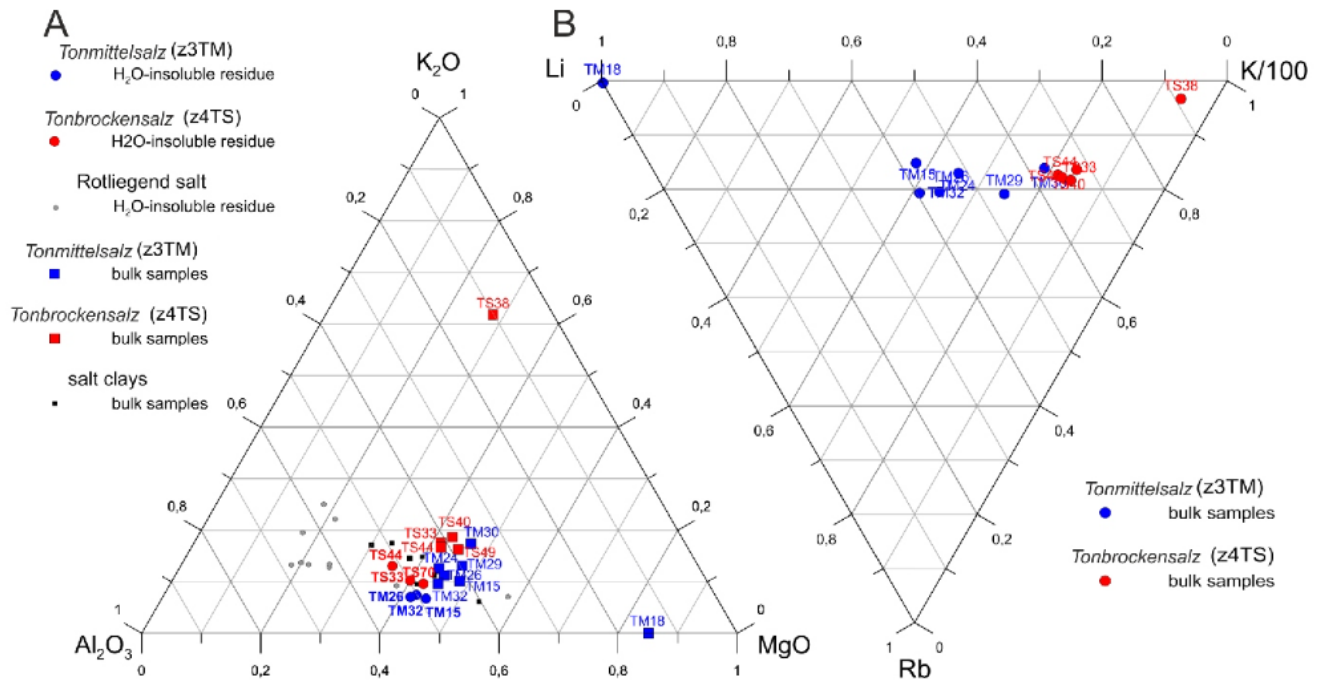 A
Tonmittelsalz (z3TM)
H2O-insoluble residue
Tonbrockensalz (z4TS)
H2O-insoluble residue
Rotliegend salt
H2O-insoluble residue
Tonmittelsalz (z3TM)
bulk samples
Tonbrockensalz (z4TS)
bulk samples
salt clays
bulk samples
K2O
0 1
0,2 0,8
TS38
0,4 0,6
0,6 0,4
0,8 0,2
TS40
TS33 TM30
TS44 TS44 TS49
TM24 TM29
TS33 TS70 TM26
TM15
TM26 TM32
TM32 TM15
TM18
1 0
Al2O3 MgO
0 0,2 0,4 0,6 0,8 1
B
1 0,8 0,6 0,4 0,2 0
Li K/100
TM18 TS38
0 1
TS44 TS33
TM15 TM24 TM29 TM30
TM32
0,2 0,8
0,4 0,6
0,6 0,4
0,8 0,2
1 0
Rb
Tonmittelsalz (z3TM)
bulk samples
Tonbrockensalz (z4TS)
bulk samples